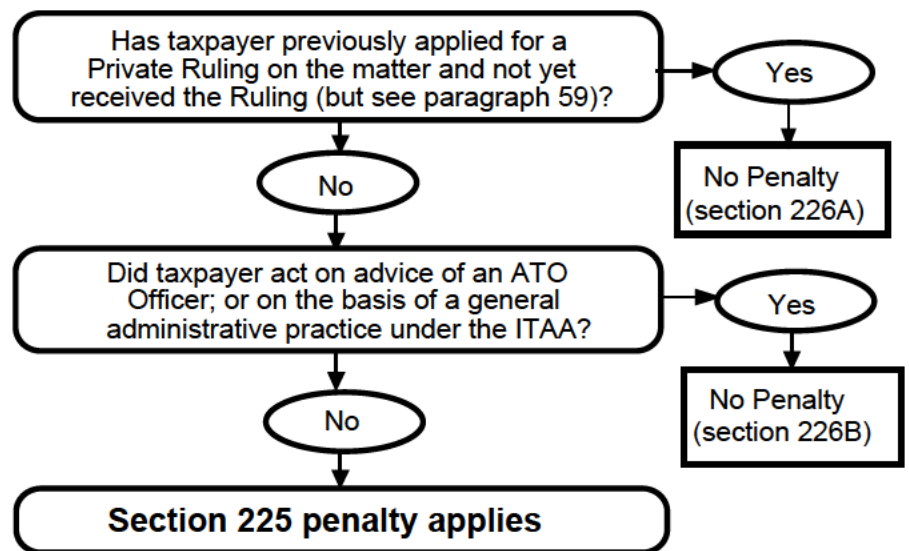 Has taxpayer previously applied for a
Private Ruling on the matter and not yet
received the Ruling (but see paragraph 59)?
Yes
No Penalty
(section 226A)
No
Did taxpayer act on advice of an ATO
Officer; or on the basis of a general
administrative practice under the ITAA?
Yes
No Penalty
(section 226B)
No
Section 225 penalty applies